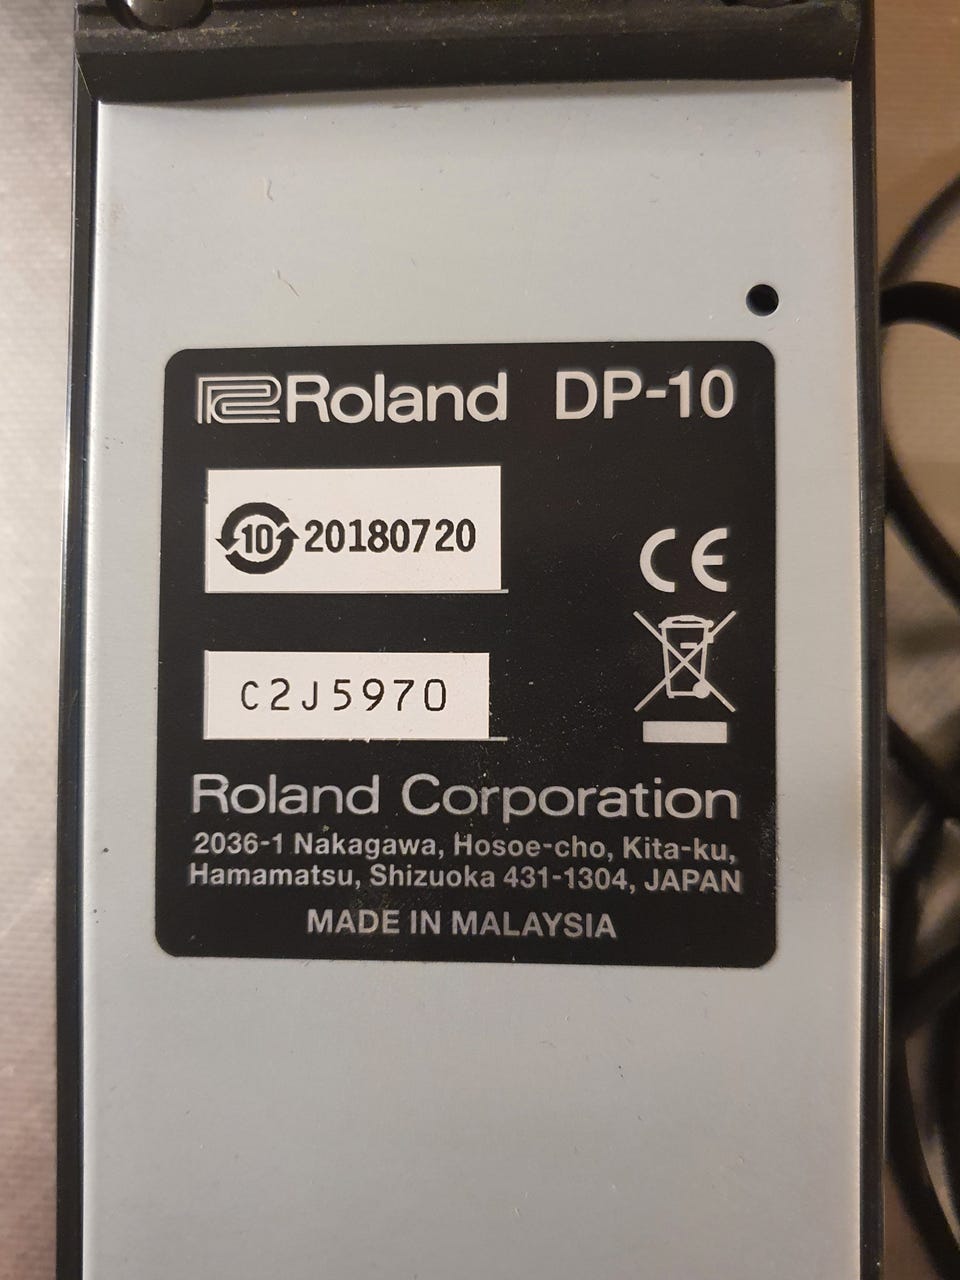 Roland DP-10
10 20180720
CE
C2J5970
Roland Corporation
2036-1 Nakagawa, Hosoe-cho, Kita-ku,
Hamamatsu, Shizuoka 431-1304, JAPAN
MADE IN MALAYSIA